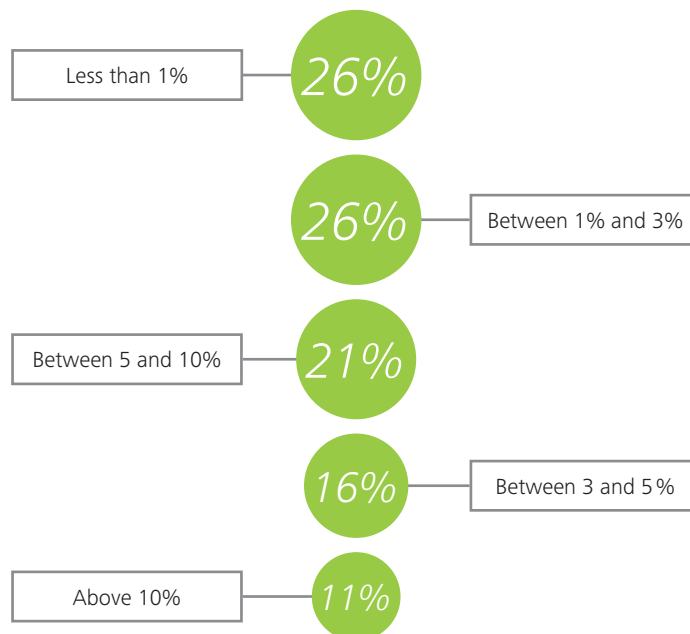 Less than 1%
26%
26%
Between 1% and 3%
Between 5 and 10%
21%
16%
Between 3 and 5%
Above 10%
11%